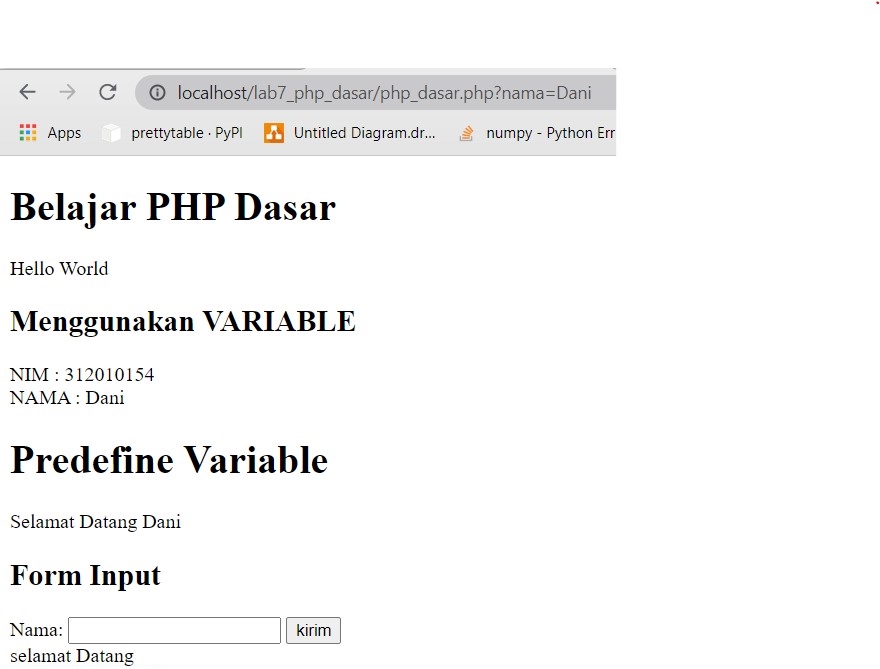 localhost/lab7_php_dasar/php_dasar.php?nama=Dani
Apps prettytable · PyPI Untitled Diagram.dr... numpy - Python Err
Belajar PHP Dasar
Hello World
Menggunakan VARIABLE
NIM : 312010154
NAMA : Dani
Predefine Variable
Selamat Datang Dani
Form Input
Nama: kirim
selamat Datang